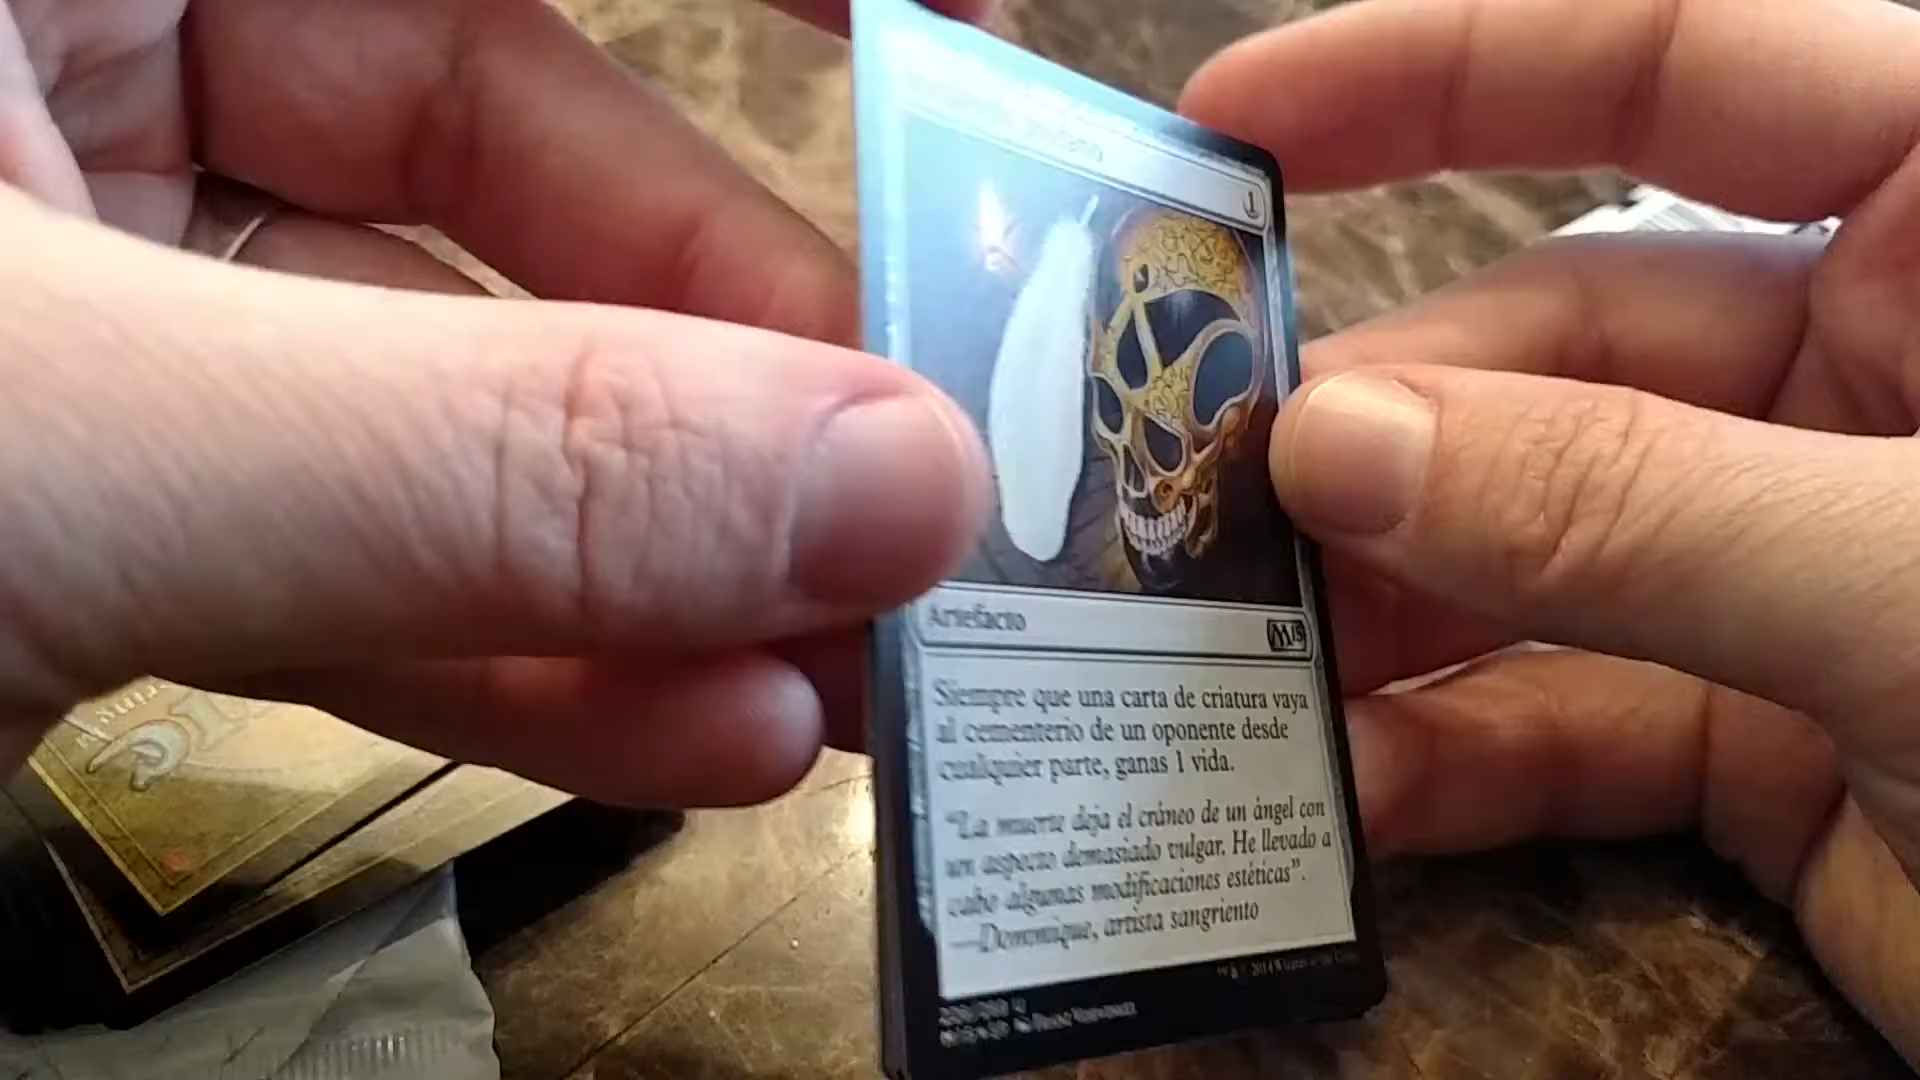 1
Artefacto
M15
Siempre que una carta de criatura vaya
al cementerio de un oponente desde
cualquier parte, ganas 1 vida.
“La muerte deja el cráneo de un ángel con
un aspecto demasiado vulgar. He llevado a
cabo algunas modificaciones estéticas”.
—Dommique, artista sangriento